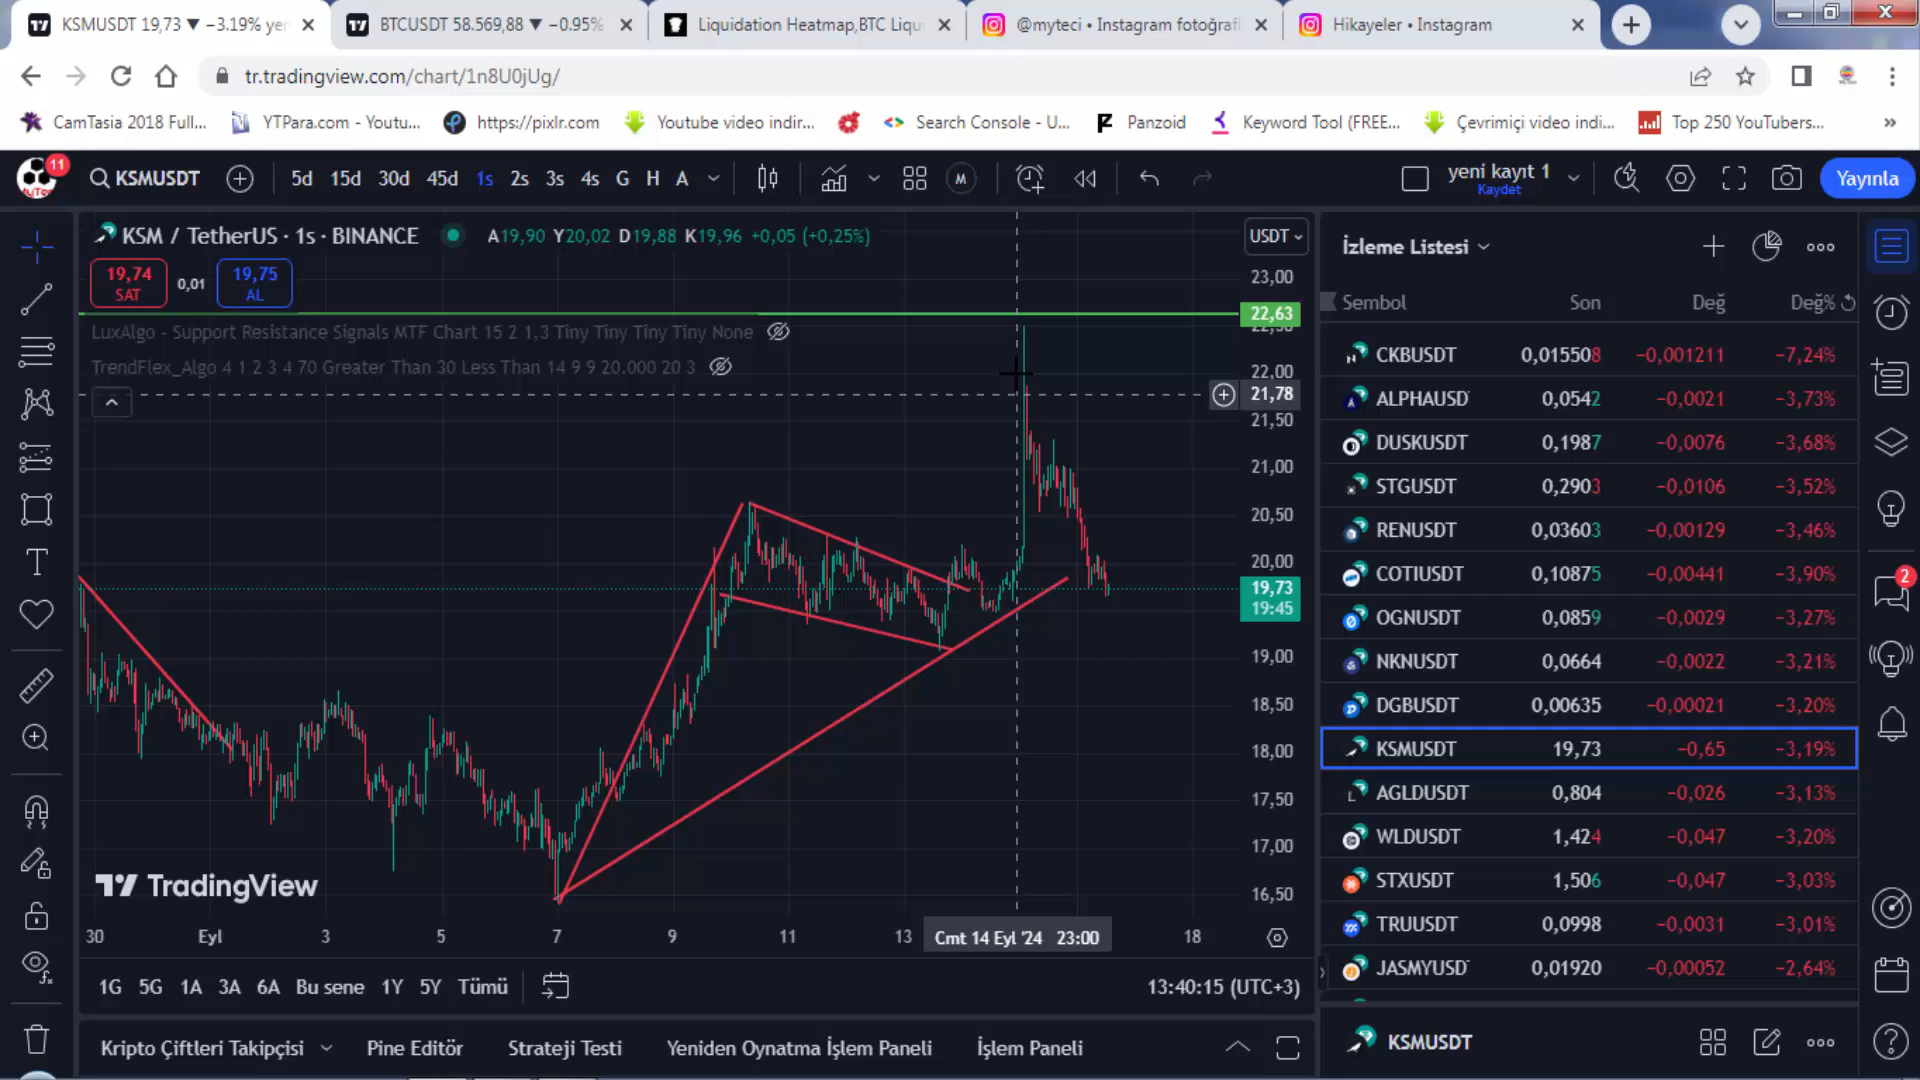 KSMUSDT 19,73 ▼ −3.19% yer
BTCUSDT 58.569,88 ▼ −0.95%
Liquidation Heatmap,BTC Liqu
@myteci • Instagram fotoğrafl
Hikayeler • Instagram
tr.tradingview.com/chart/1n8U0jUg/
CamTasia 2018 Full...
YTPara.com - Youtu...
https://pixlr.com
Youtube video indir...
Search Console - U...
Panzoid
Keyword Tool (FREE...
Çevrimiçi video indi...
Top 250 YouTubers...
»
11
KSMUSDT
5d 15d 30d 45d 1s 2s 3s 4s G H A
M
yeni kayıt 1
Kaydet
Yayınla
KSM / TetherUS · 1s · BINANCE
A19,90 Y20,02 D19,88 K19,96 +0,05 (+0,25%)
USDT
19,74
SAT
0,01
19,75
AL
LuxAlgo - Support Resistance Signals MTF Chart 15 2 1,3 Tiny Tiny Tiny Tiny None
TrendFlex_Algo 4 1 2 3 4 70 Greater Than 30 Less Than 14 9 9 20.000 20 3
23,00
22,63
22,00
21,78
21,50
21,00
20,50
20,00
19,73
19:45
19,00
18,50
18,00
17,50
17,00
16,50
TradingView
30 Eyl 3 5 7 9 11 13
Cmt 14 Eyl '24 23:00
18
1G 5G 1A 3A 6A Bu sene 1Y 5Y Tümü
13:40:15 (UTC+3)
Kripto Çiftleri Takipçisi
Pine Editör
Strateji Testi
Yeniden Oynatma İşlem Paneli
İşlem Paneli
İzleme Listesi
Sembol Son Değ Değ%
CKBUSDT 0,015508 −0,001211 −7,24%
ALPHAUSD 0,0542 −0,0021 −3,73%
DUSKUSDT 0,1987 −0,0076 −3,68%
STGUSDT 0,2903 −0,0106 −3,52%
RENUSDT 0,03603 −0,00129 −3,46%
COTIUSDT 0,10875 −0,00441 −3,90%
OGNUSDT 0,0859 −0,0029 −3,27%
NKNUSDT 0,0664 −0,0022 −3,21%
DGBUSDT 0,00635 −0,00021 −3,20%
KSMUSDT 19,73 −0,65 −3,19%
AGLDUSDT 0,804 −0,026 −3,13%
WLDUSDT 1,424 −0,047 −3,20%
STXUSDT 1,506 −0,047 −3,03%
TRUUSDT 0,0998 −0,0031 −3,01%
JASMYUSD 0,01920 −0,00052 −2,64%
KSMUSDT
2